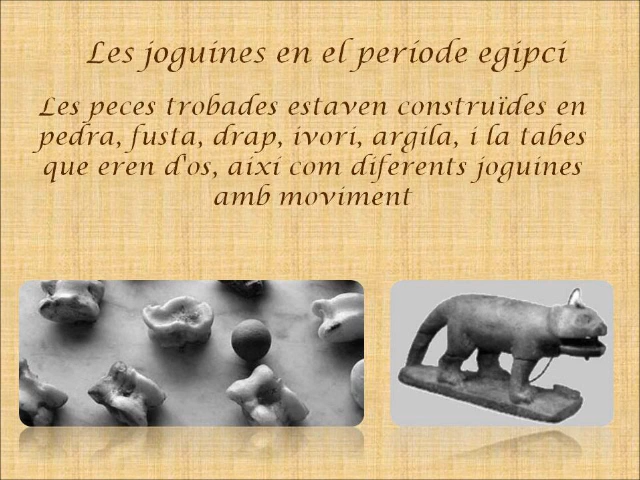 Les joguines en el període egipci
Les peces trobades estaven construïdes en
pedra, fusta, drap, ivori, argila, i la tabes
que eren d'os, així com diferents joguines
amb moviment